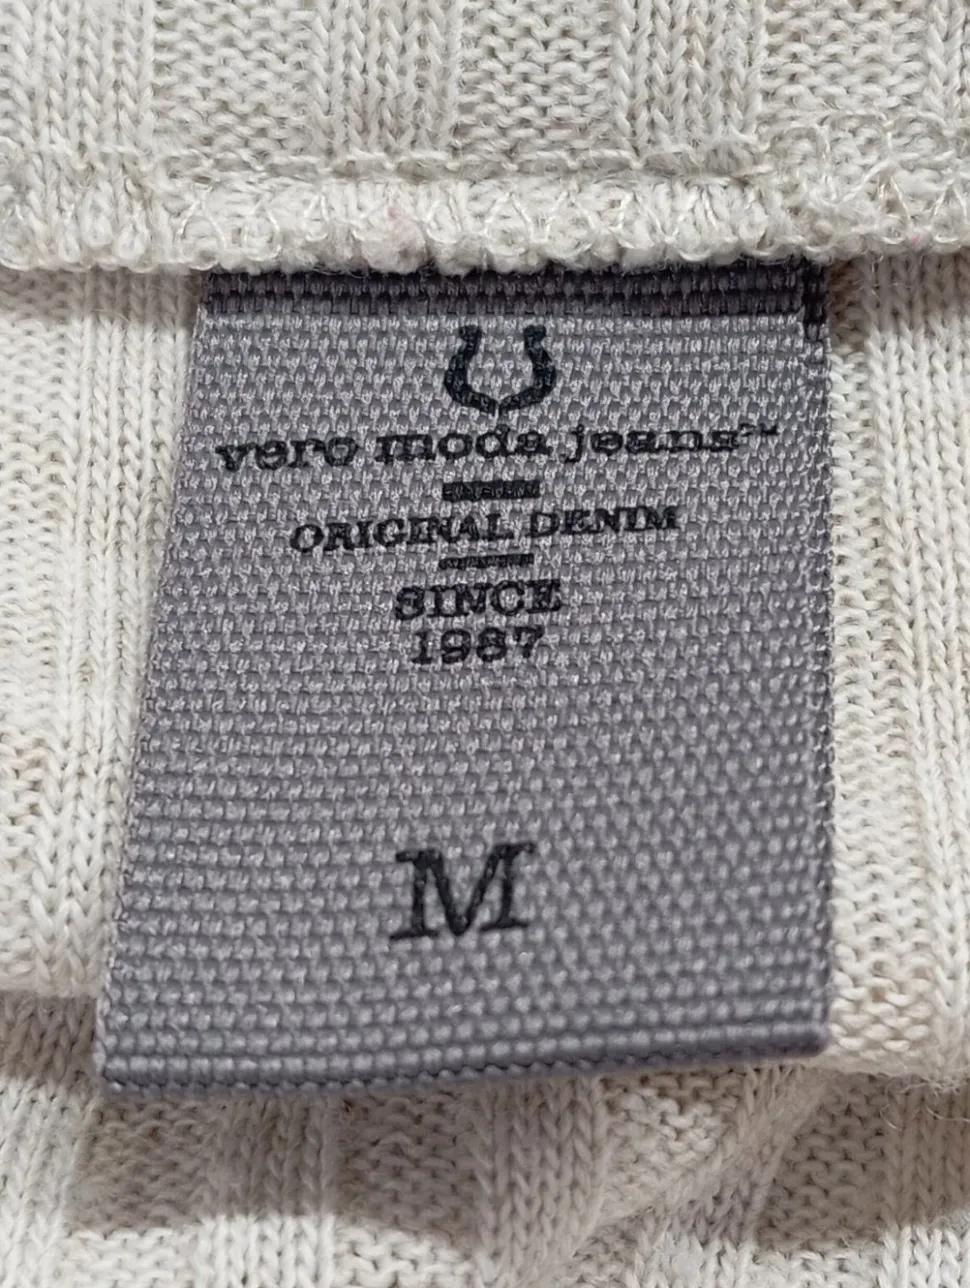 vero moda jeans™
ORIGINAL DENIM
SINCE
1987
M